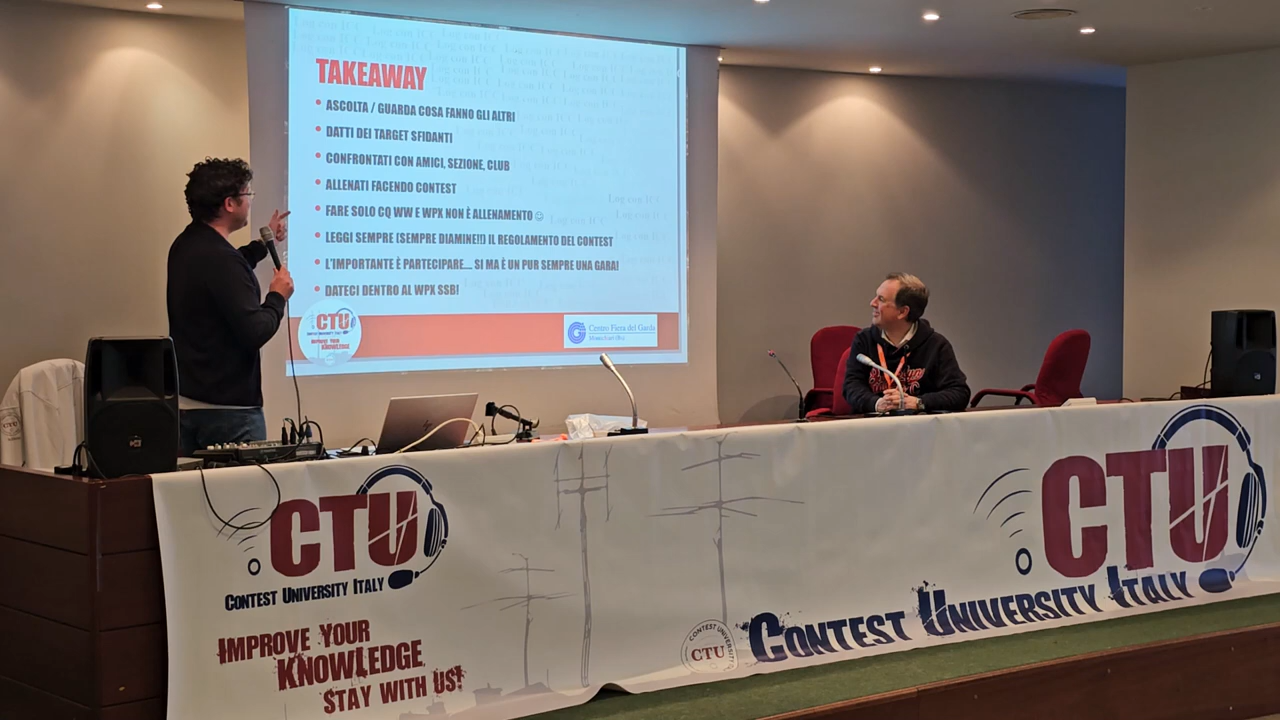 TAKEAWAY
ASCOLTA / GUARDA COSA FANNO GLI ALTRI
DATTI DEI TARGET SFIDANTI
CONFRONTATI CON AMICI, SEZIONE, CLUB
ALLENATI FACENDO CONTEST
FARE SOLO CQ WW E WPX NON È ALLENAMENTO ☺
LEGGI SEMPRE (SEMPRE DIAMINE!!) IL REGOLAMENTO DEL CONTEST
L'IMPORTANTE È PARTECIPARE.... SI MA È UN PUR SEMPRE UNA GARA!
DATECI DENTRO AL WPX SSB!
CTU
Centro Fiera del Garda
CTU
CONTEST UNIVERSITY ITALY
IMPROVE YOUR
KNOWLEDGE
STAY WITH US!
CONTEST UNIVERSITY
CTU
CTU
CONTEST UNIVERSITY ITALY